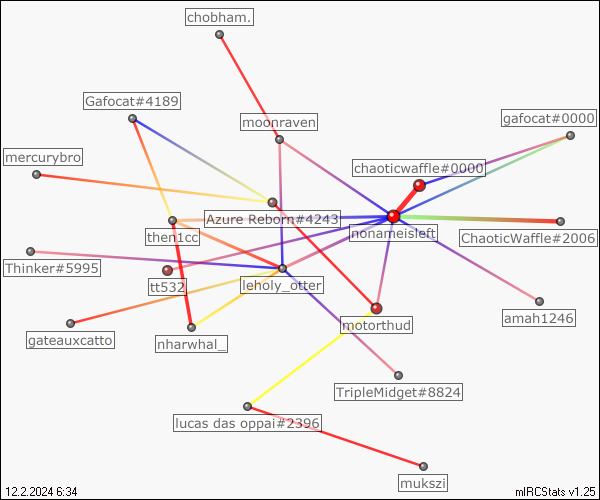 chobham.
Gafocat#4189
moonraven
gafocat#0000
mercurybro
chaoticwaffle#0000
Azure Reborn#4243
then1cc
nonameisleft
ChaoticWaffle#2006
Thinker#5995
tt532
leholy_otter
amah1246
motorthud
gateauxcatto
nharwhal_
TripleMidget#8824
lucas das oppai#2396
mukszi
12.2.2024 6:34
mIRCStats v1.25